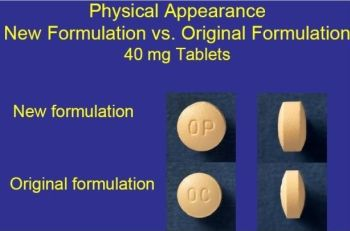 Physical Appearance
New Formulation vs. Original Formulation
40 mg Tablets
New formulation
OP
Original formulation
OC